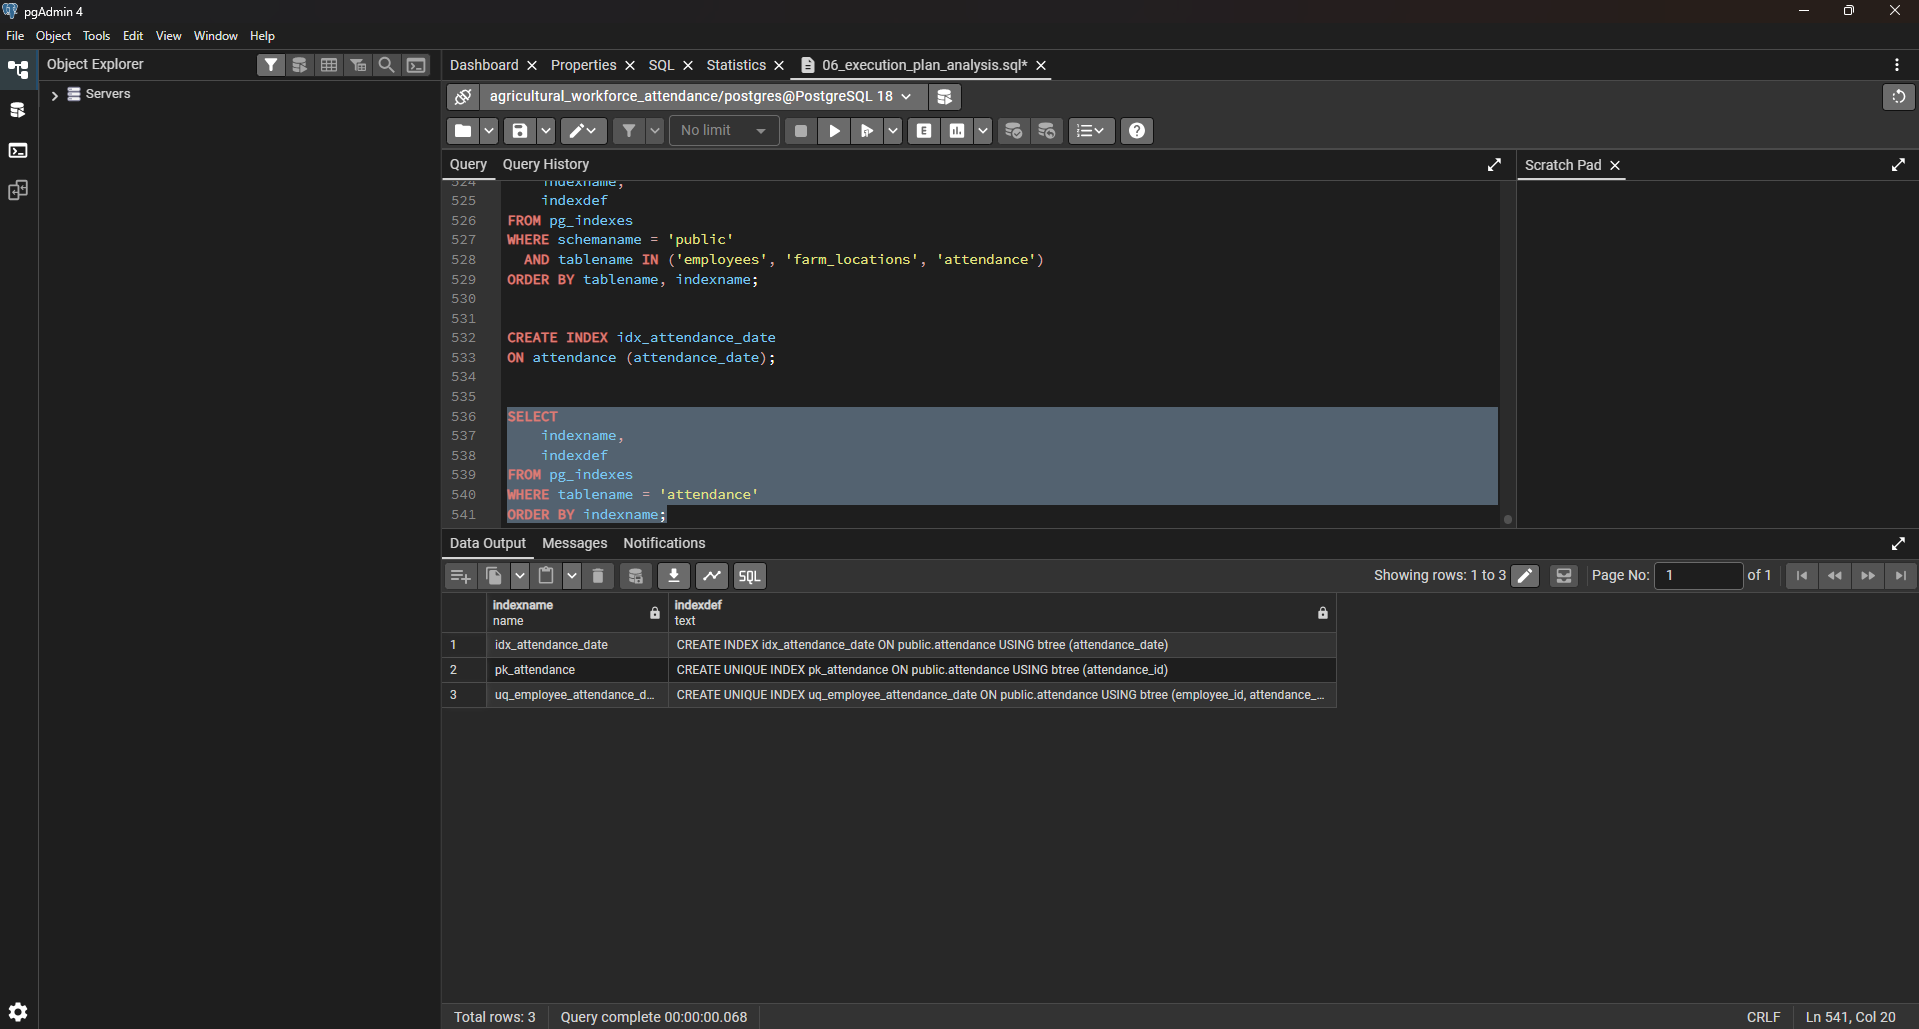 pgAdmin 4
File Object Tools Edit View Window Help
Object Explorer
Servers
Dashboard Properties SQL Statistics 06_execution_plan_analysis.sql*
agricultural_workforce_attendance/postgres@PostgreSQL 18
No limit
E
Query Query History
Scratch Pad
524 indexname,
525 indexdef
526 FROM pg_indexes
527 WHERE schemaname = 'public'
528 AND tablename IN ('employees', 'farm_locations', 'attendance')
529 ORDER BY tablename, indexname;
530
531
532 CREATE INDEX idx_attendance_date
533 ON attendance (attendance_date);
534
535
536 SELECT
537 indexname,
538 indexdef
539 FROM pg_indexes
540 WHERE tablename = 'attendance'
541 ORDER BY indexname;
Data Output Messages Notifications
SQL Showing rows: 1 to 3 Page No: 1 of 1
indexname indexdef
name text
1 idx_attendance_date CREATE INDEX idx_attendance_date ON public.attendance USING btree (attendance_date)
2 pk_attendance CREATE UNIQUE INDEX pk_attendance ON public.attendance USING btree (attendance_id)
3 uq_employee_attendance_d... CREATE UNIQUE INDEX uq_employee_attendance_date ON public.attendance USING btree (employee_id, attendance_...
Total rows: 3 Query complete 00:00:00.068 CRLF Ln 541, Col 20